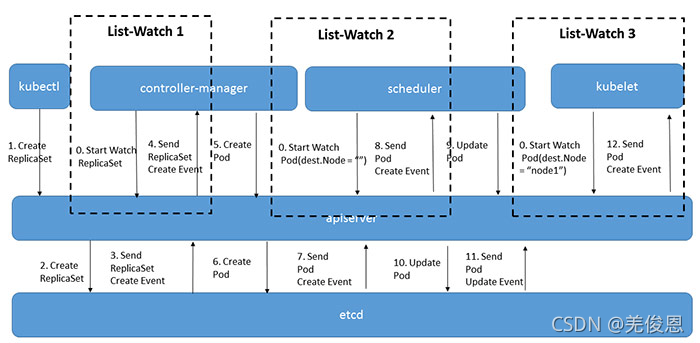 List-Watch 1
List-Watch 2
List-Watch 3
kubectl
controller-manager
scheduler
kubelet
1. Create
ReplicaSet
0. Start Watch
ReplicaSet
4. Send
ReplicaSet
Create Event
5. Create
Pod
0. Start Watch
Pod(dest.Node = “”)
8. Send
Pod
Create Event
9. Update
Pod
0. Start Watch
Pod(dest.Node
= “node1”)
12. Send
Pod
Create Event
apiserver
2. Create
ReplicaSet
3. Send
ReplicaSet
Create Event
6. Create
Pod
7. Send
Pod
Create Event
10. Update
Pod
11. Send
Pod
Update Event
etcd
CSDN @羌俊恩